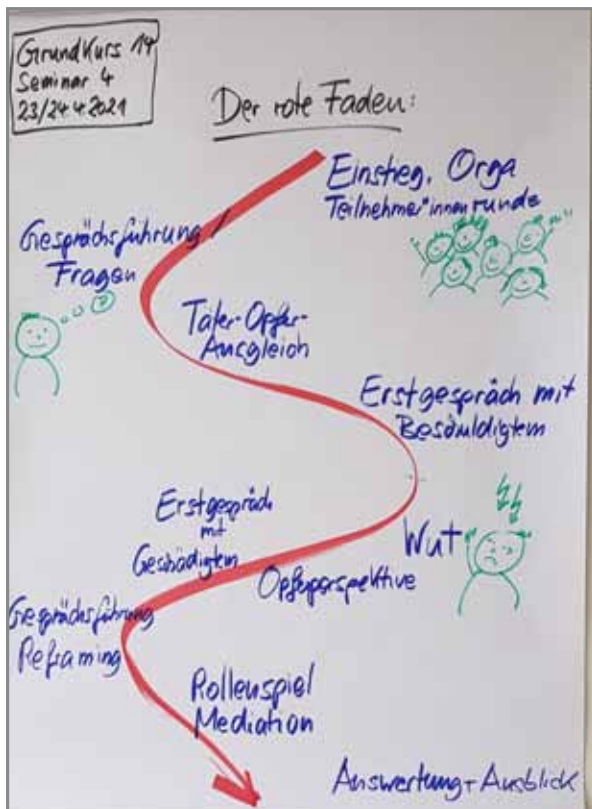 Grundkurs 14
Seminar 4
23/24 4 2021
Der rote Faden:
Einstieg, Orga
Teilnehmer*innenrunde
Gesprächsführung /
Fragen
?
Täter-Opfer-
Ausgleich
Erstgespräch mit
Beschuldigtem
Erstgespräch
mit
Geschädigtem
Wut
Opferperspektive
Gesprächsführung
Reframing
Rollenspiel
Mediation
Auswertung + Ausblick